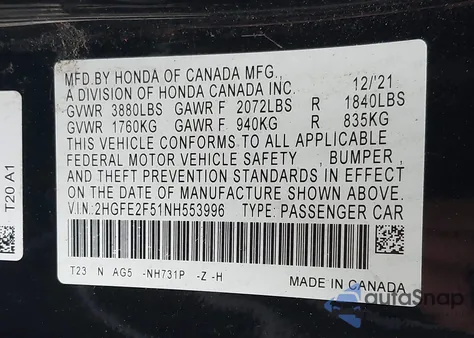 MFD.BY HONDA OF CANADA MFG.,
A DIVISION OF HONDA CANADA INC. 12/'21
GVWR 3880LBS GAWR F 2072LBS R 1840LBS
GVWR 1760KG GAWR F 940KG R 835KG
THIS VEHICLE CONFORMS TO ALL APPLICABLE
FEDERAL MOTOR VEHICLE SAFETY , BUMPER ,
AND THEFT PREVENTION STANDARDS IN EFFECT
ON THE DATE OF MANUFACTURE SHOWN ABOVE.
V.I.N:2HGFE2F51NH553996 TYPE: PASSENGER CAR
T23 N AG5 -NH731P -Z -H
MADE IN CANADA
T20 A1
autoSnap